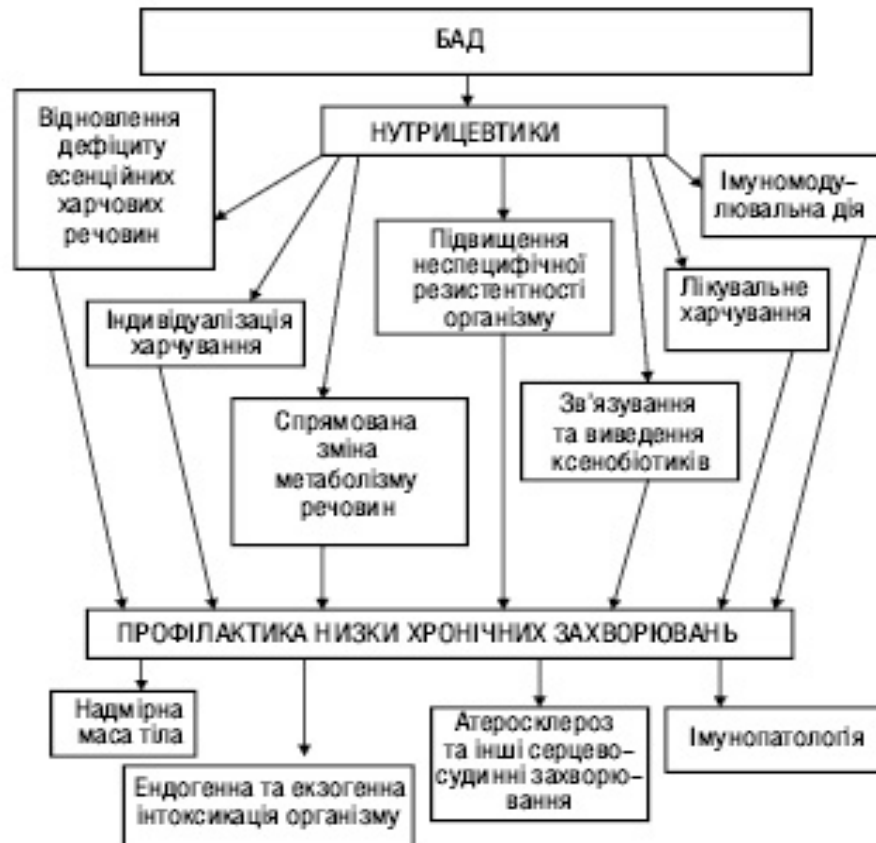 БАД
НУТРИЦЕВТИКИ
Відновлення
дефіциту
есенційних
харчових
речовин
Індивідуалізація
харчування
Спрямована
зміна
метаболізму
речовин
Підвищення
неспецифічної
резистентності
організму
Зв'язування
та виведення
ксенобіотиків
Лікувальне
харчування
Імуномоду–
лювальна дія
ПРОФІЛАКТИКА НИЗКИ ХРОНІЧНИХ ЗАХВОРЮВАНЬ
Надмірна
маса тіла
Ендогенна та екзогенна
інтоксикація організму
Атеросклероз
та інші серцево–
судинні захворю–
вання
Імунопатологія